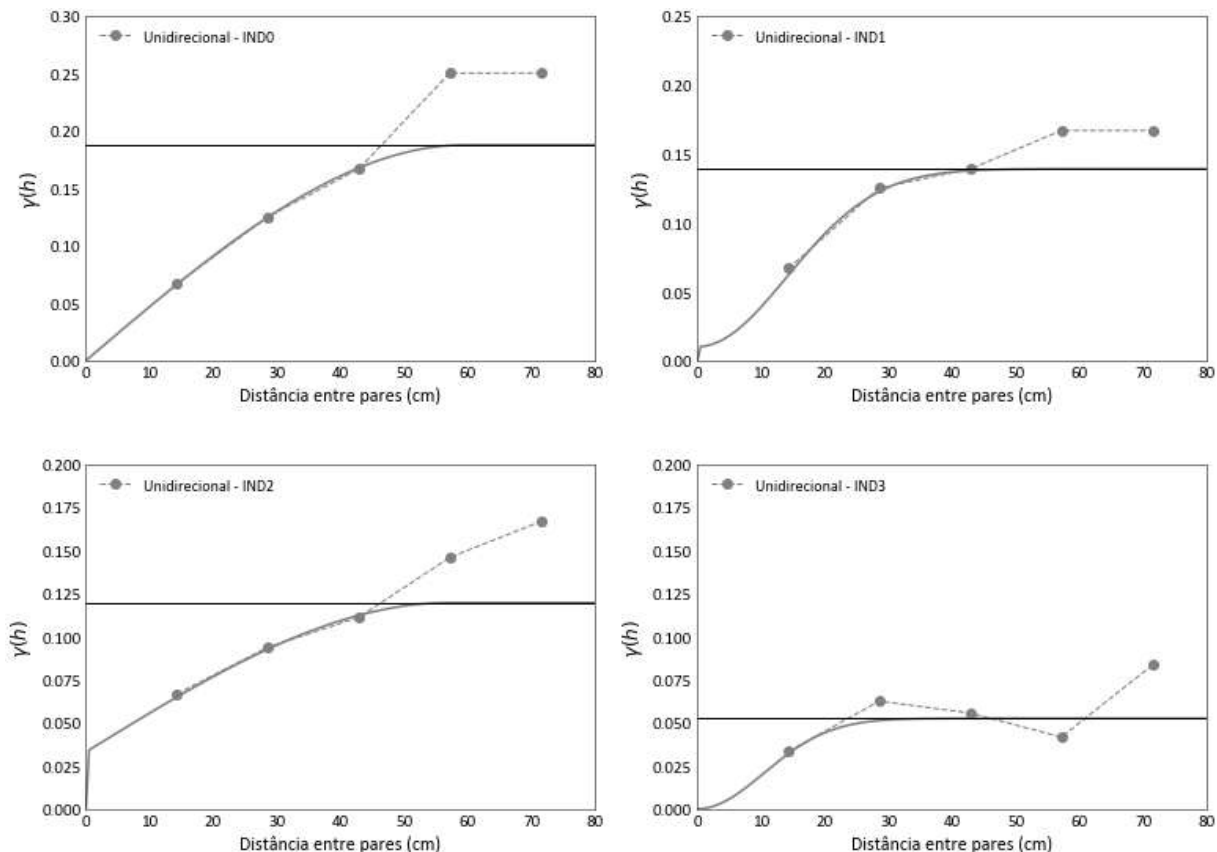 Unidirecional - IND0
0.30
0.25
0.20
0.15
0.10
0.05
0.00
γ(h)
0 10 20 30 40 50 60 70 80
Distância entre pares (cm)
Unidirecional - IND1
0.25
0.20
0.15
0.10
0.05
0.00
γ(h)
0 10 20 30 40 50 60 70 80
Distância entre pares (cm)
Unidirecional - IND2
0.200
0.175
0.150
0.125
0.100
0.075
0.050
0.025
0.000
γ(h)
0 10 20 30 40 50 60 70 80
Distância entre pares (cm)
Unidirecional - IND3
0.200
0.175
0.150
0.125
0.100
0.075
0.050
0.025
0.000
γ(h)
0 10 20 30 40 50 60 70 80
Distância entre pares (cm)